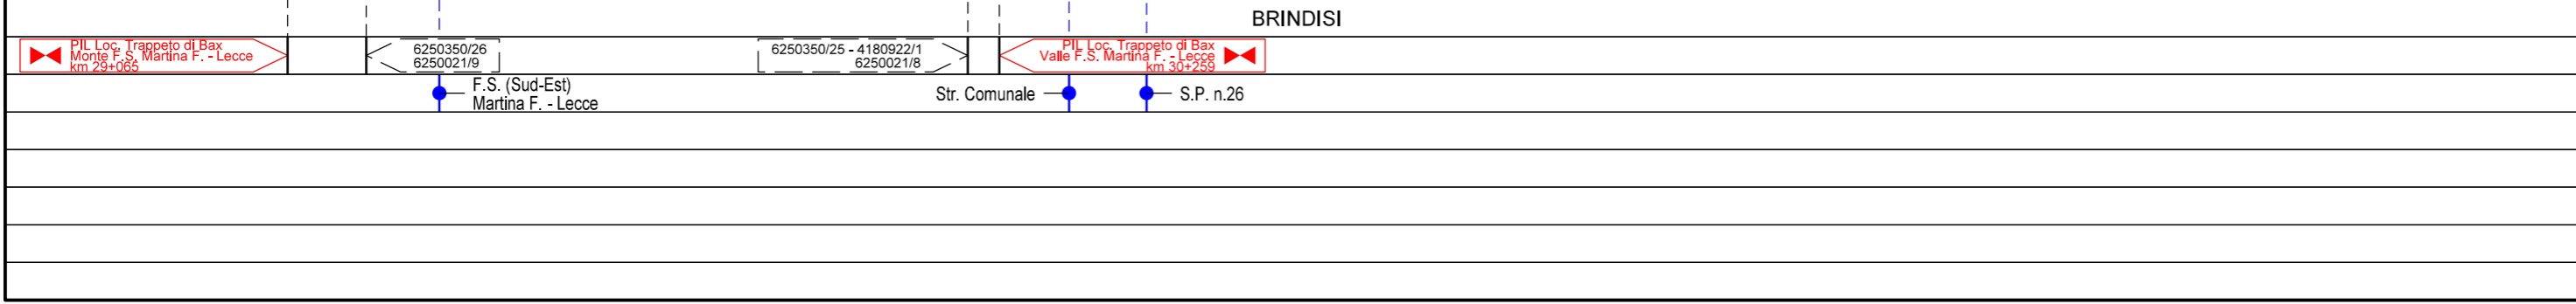 BRINDISI
PIL Loc. Trappeto di Bax
Monte F.S. Martina F. - Lecce
km 29+065
6250350/26
6250021/9
6250350/25 - 4180922/1
6250021/8
PIL Loc. Trappeto di Bax
Valle F.S. Martina F. - Lecce
km 30+259
F.S. (Sud-Est)
Martina F. - Lecce
Str. Comunale
S.P. n.26